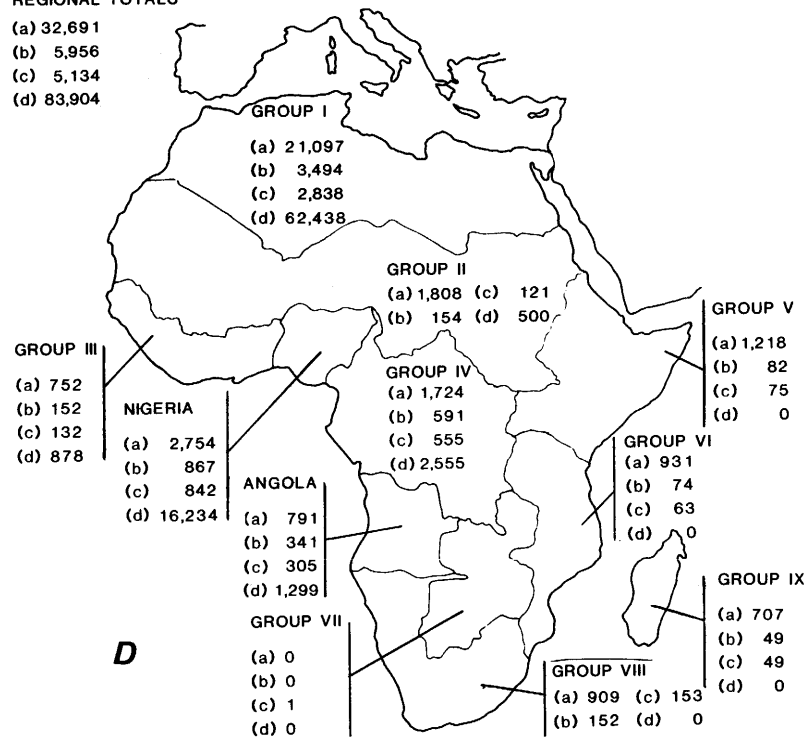 REGIONAL TOTALS
(a) 32,691
(b) 5,956
(c) 5,134
(d) 83,904
GROUP I
(a) 21,097
(b) 3,494
(c) 2,838
(d) 62,438
GROUP II
(a) 1,808 (c) 121
(b) 154 (d) 500
GROUP III
(a) 752
(b) 152
(c) 132
(d) 878
NIGERIA
(a) 2,754
(b) 867
(c) 842
(d) 16,234
GROUP IV
(a) 1,724
(b) 591
(c) 555
(d) 2,555
GROUP V
(a) 1,218
(b) 82
(c) 75
(d) 0
GROUP VI
(a) 931
(b) 74
(c) 63
(d) 0
ANGOLA
(a) 791
(b) 341
(c) 305
(d) 1,299
GROUP VII
(a) 0
(b) 0
(c) 1
(d) 0
GROUP VIII
(a) 909 (c) 153
(b) 152 (d) 0
GROUP IX
(a) 707
(b) 49
(c) 49
(d) 0
D